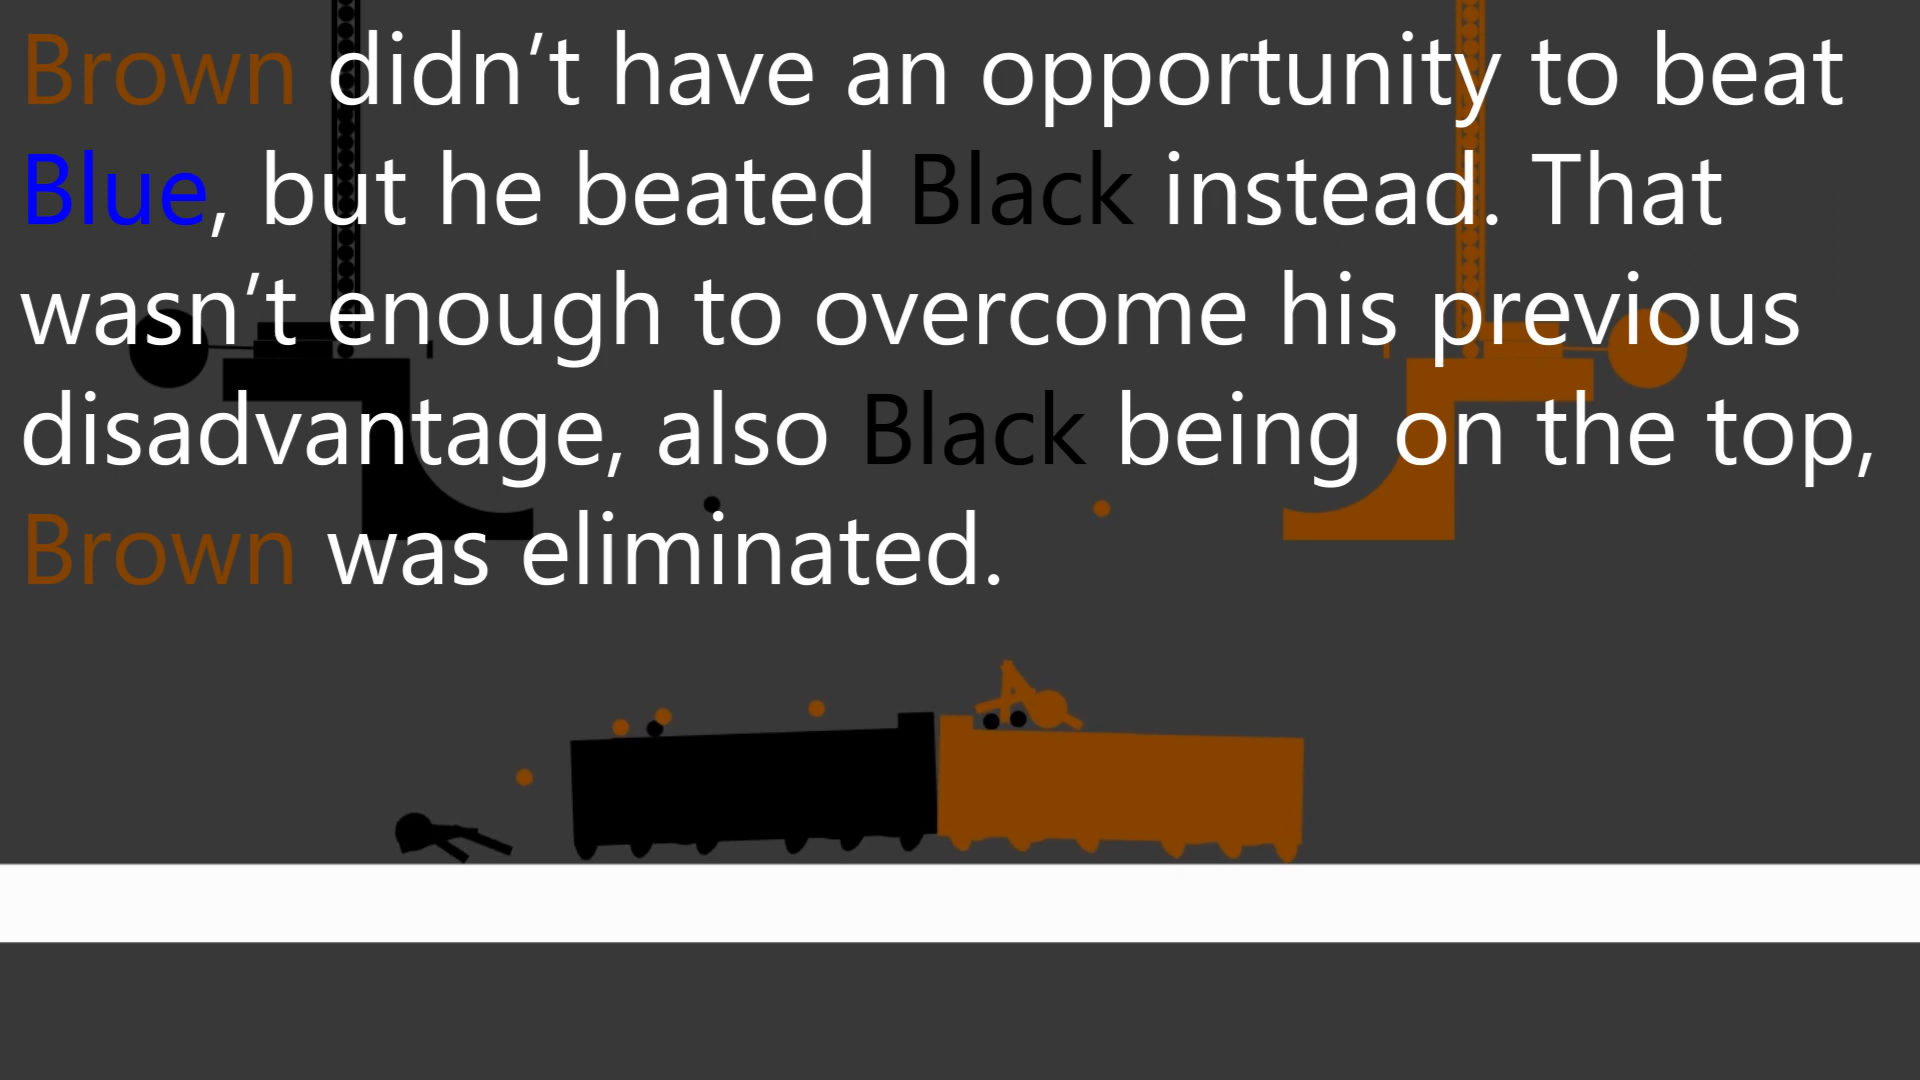 Brown didn’t have an opportunity to beat
Blue, but he beated Black instead. That
wasn’t enough to overcome his previous
disadvantage, also Black being on the top,
Brown was eliminated.